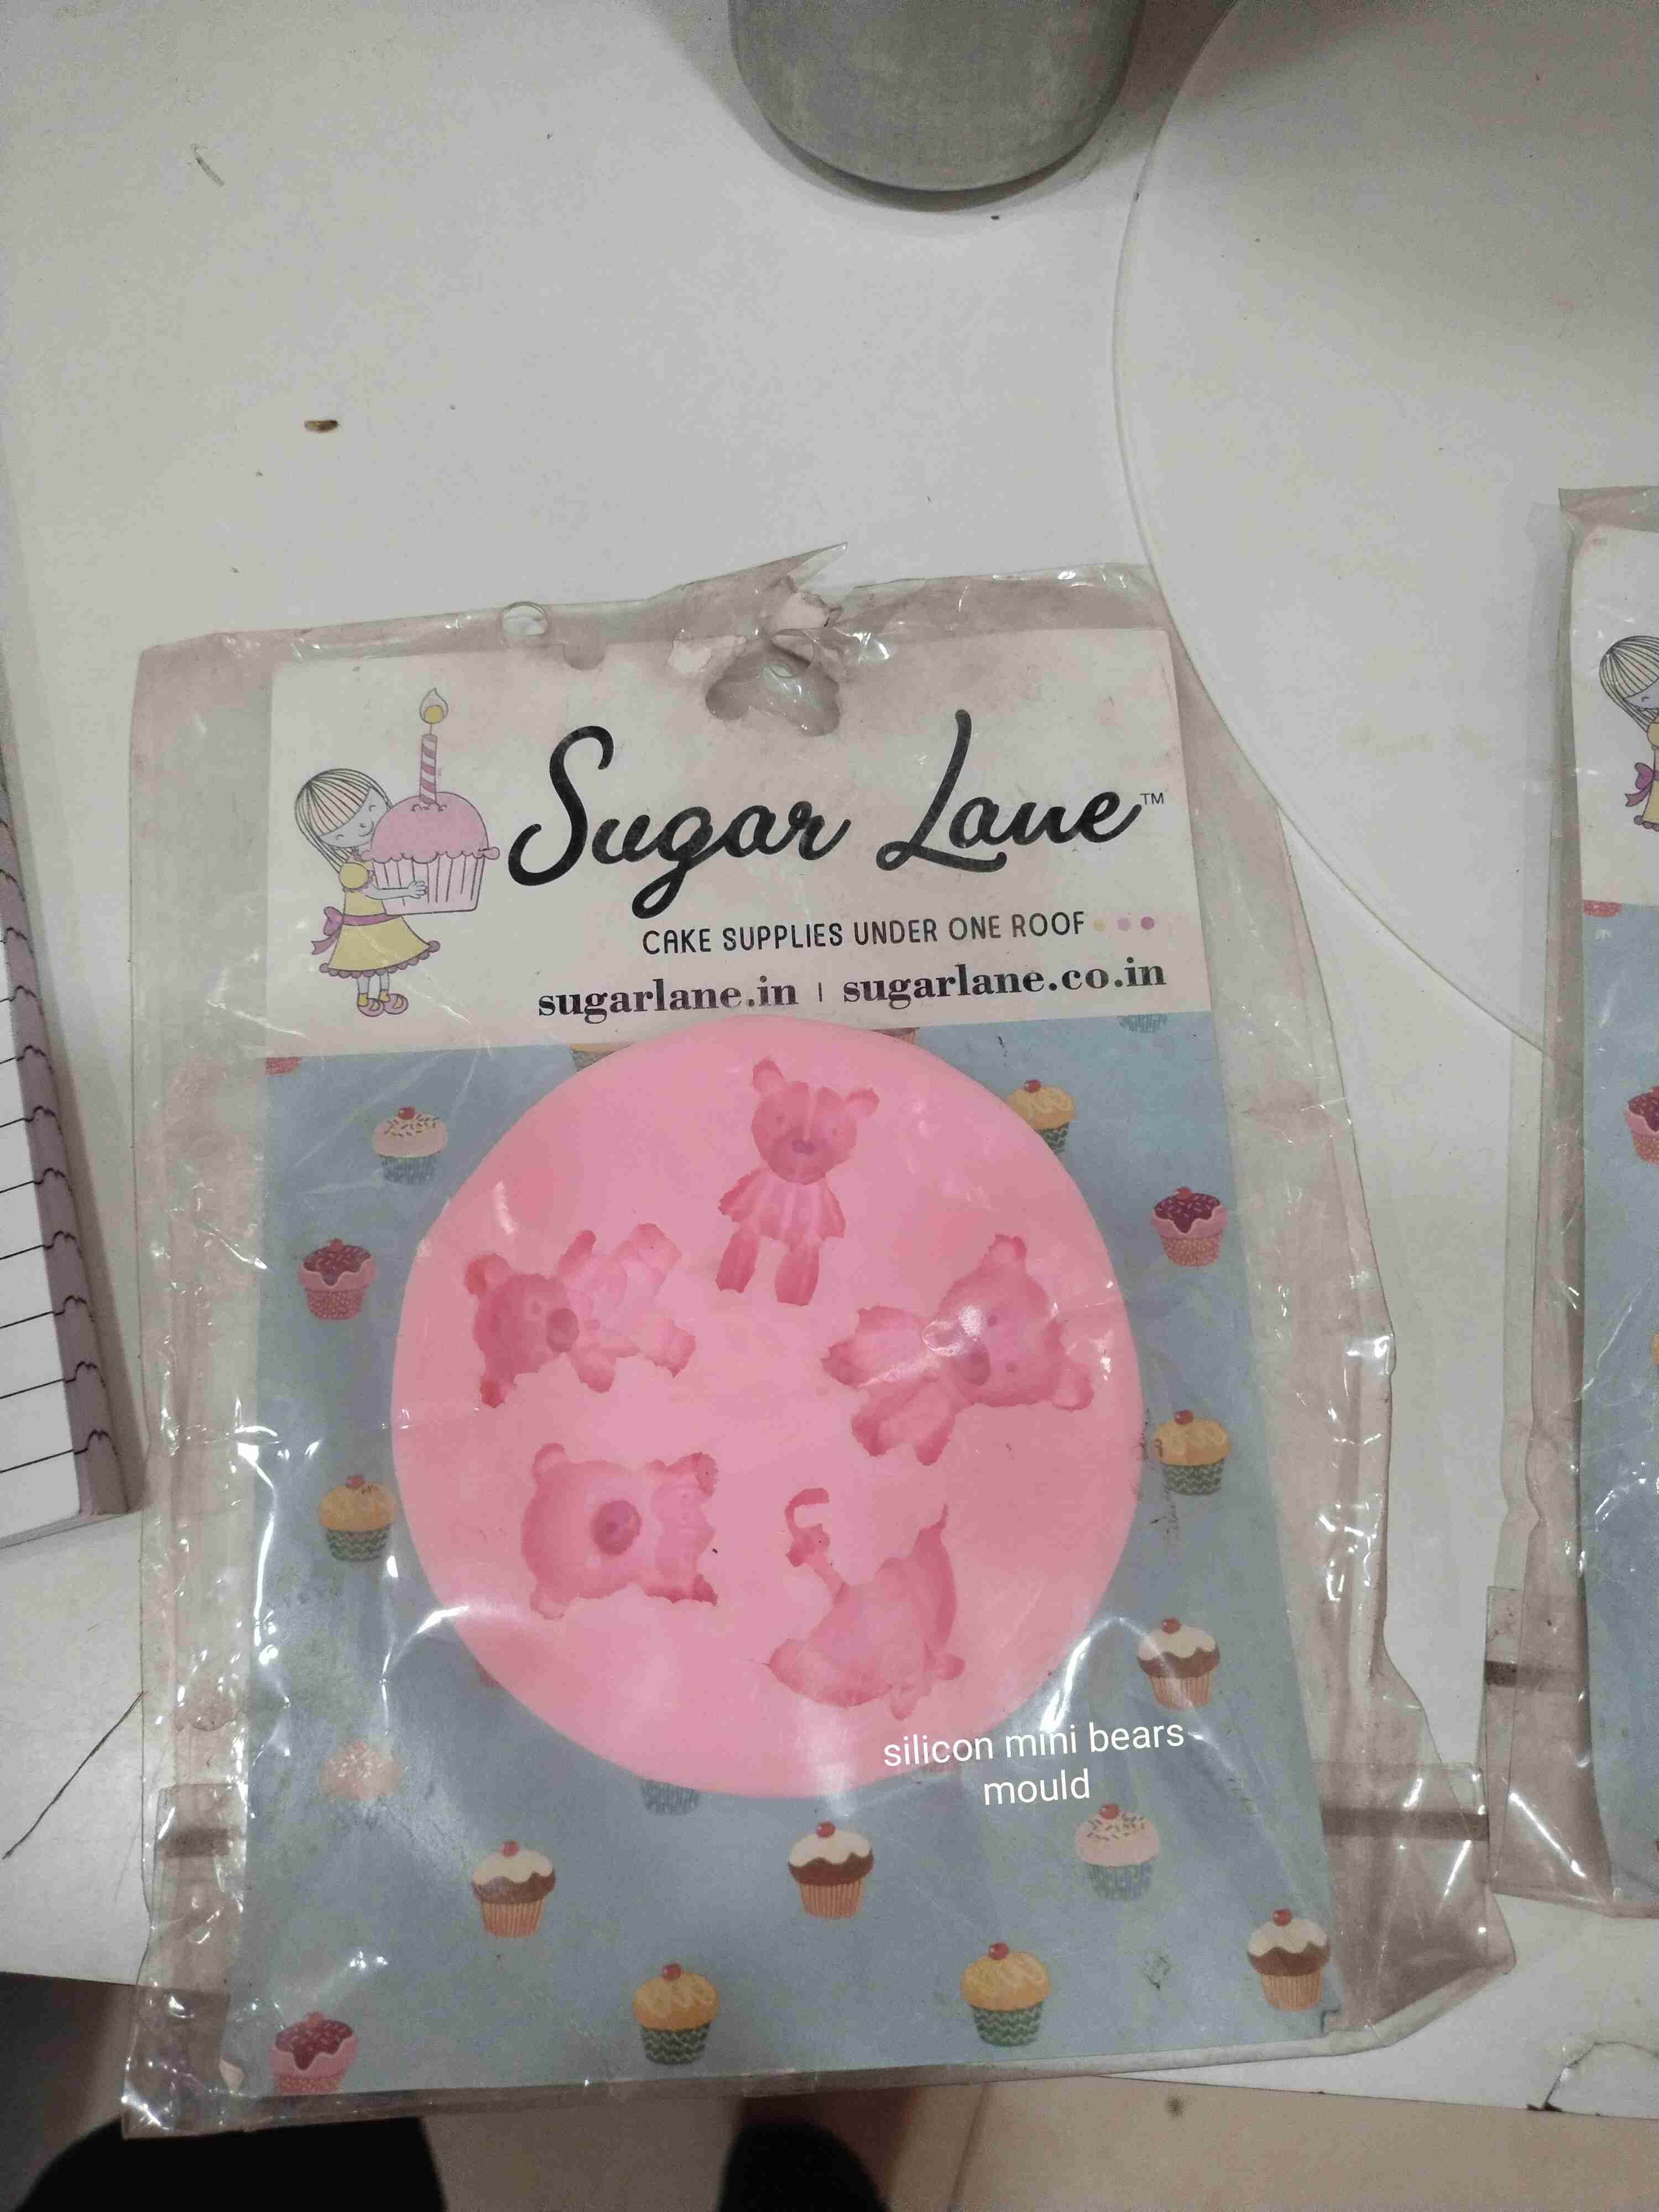 Sugar Lane™
CAKE SUPPLIES UNDER ONE ROOF
sugarlane.in | sugarlane.co.in
silicon mini bears
mould